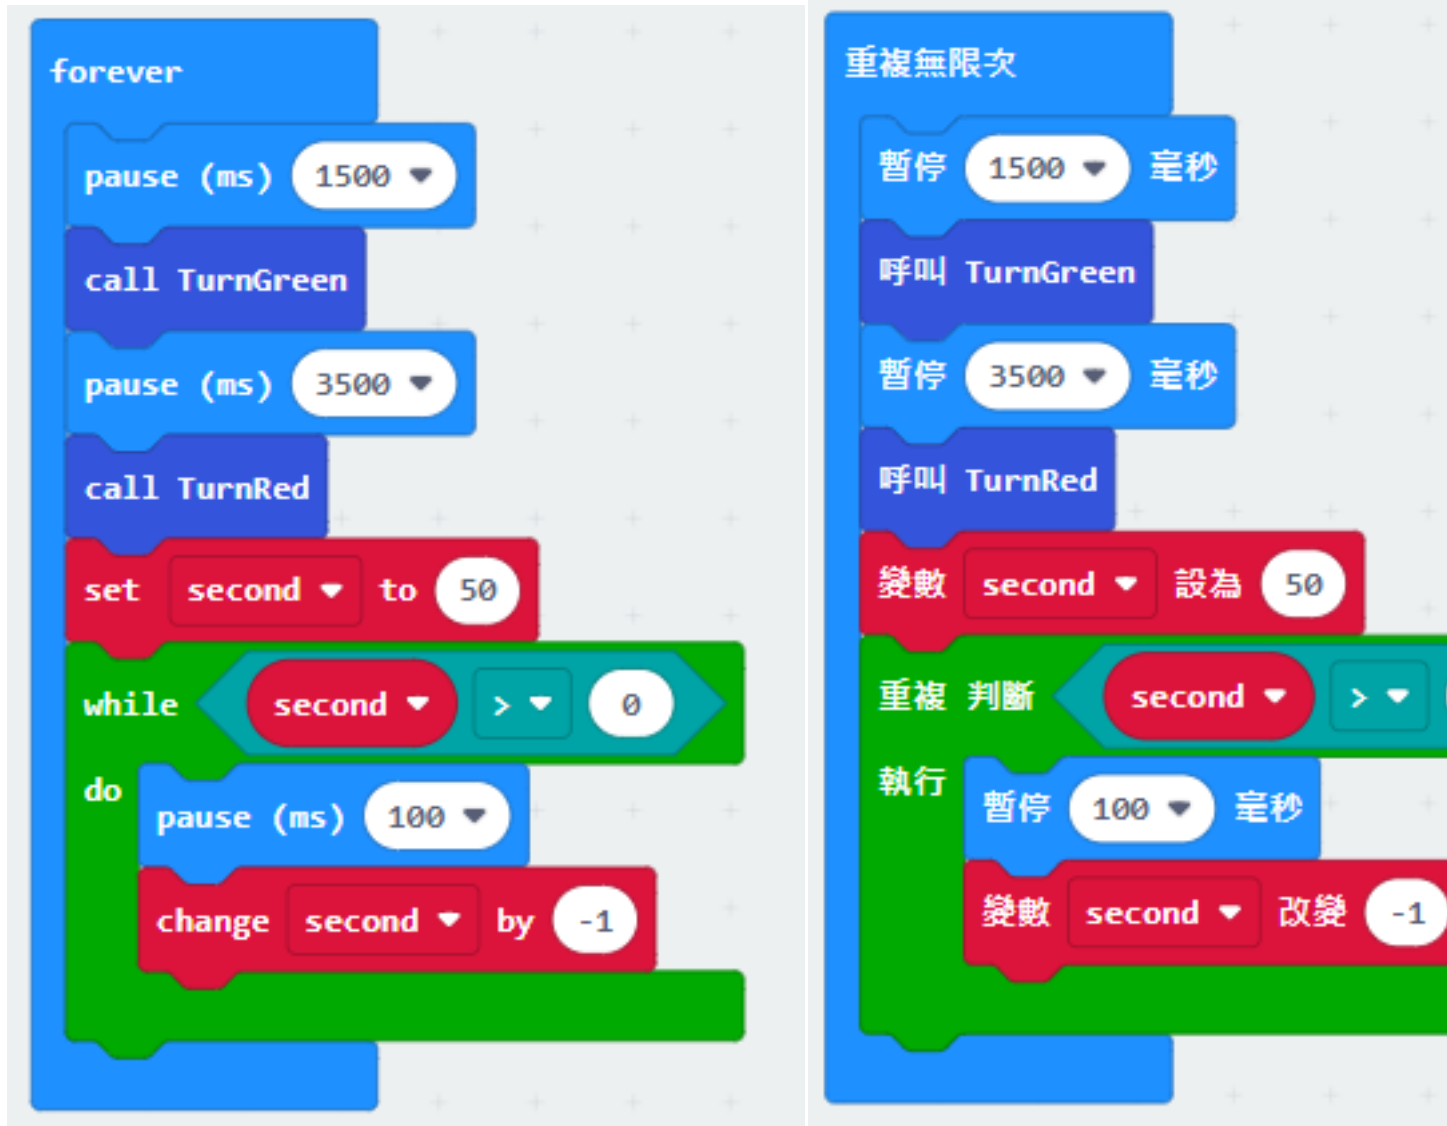 forever
pause (ms) 1500
call TurnGreen
pause (ms) 3500
call TurnRed
set second to 50
while second > 0
do
pause (ms) 100
change second by -1
重複無限次
暫停 1500 毫秒
呼叫 TurnGreen
暫停 3500 毫秒
呼叫 TurnRed
變數 second 設為 50
重複 判斷 second >
執行
暫停 100 毫秒
變數 second 改變 -1